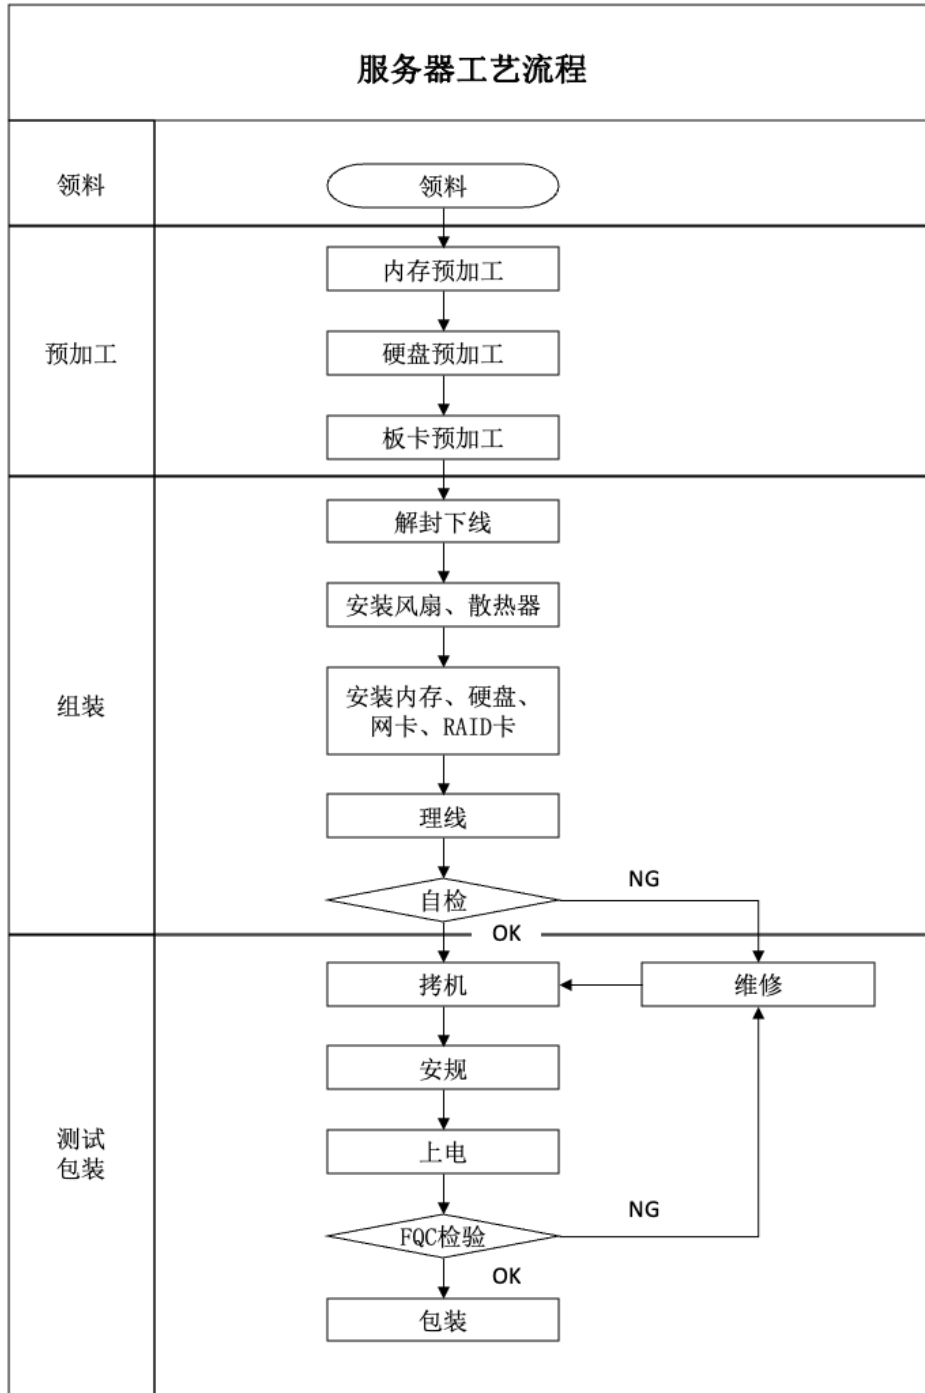 服务器工艺流程
领料
领料
预加工
内存预加工
硬盘预加工
板卡预加工
组装
解封下线
安装风扇、散热器
安装内存、硬盘、
网卡、RAID卡
理线
自检
NG
OK
测试
包装
拷机
维修
安规
上电
FQC检验
NG
OK
包装